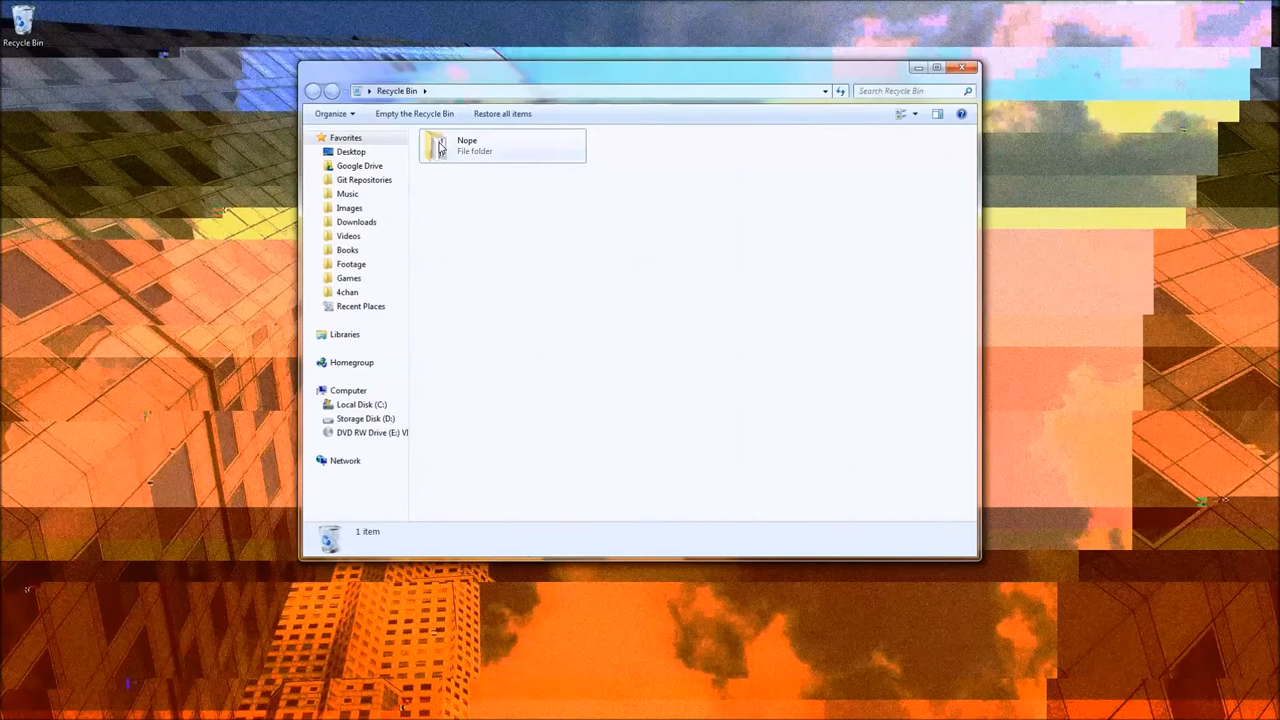 Recycle Bin
Recycle Bin
Search Recycle Bin
Organize Empty the Recycle Bin Restore all items
Favorites
Desktop
Google Drive
Git Repositories
Music
Images
Downloads
Videos
Books
Footage
Games
4chan
Recent Places
Libraries
Homegroup
Computer
Local Disk (C:)
Storage Disk (D:)
DVD RW Drive (E:) VI
Network
Nope
File folder
1 item